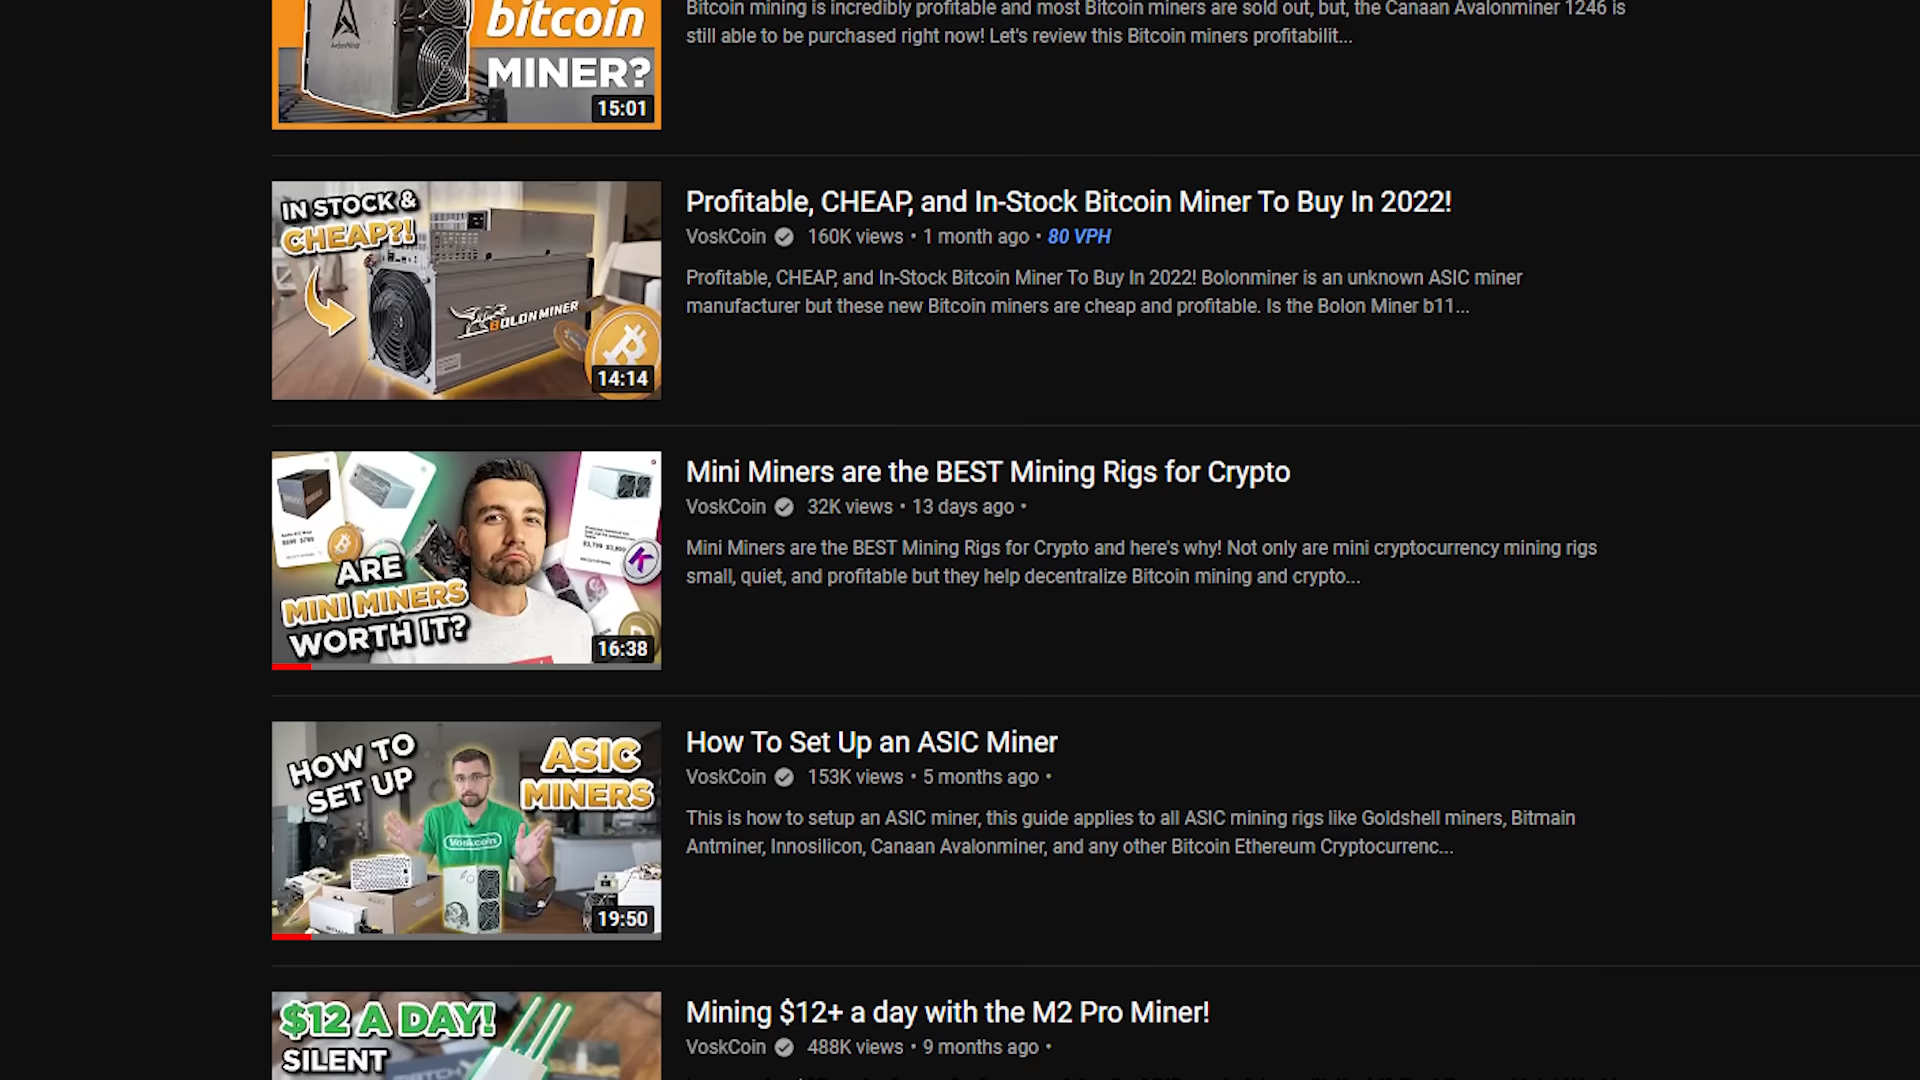 bitcoin
MINER?
15:01
Bitcoin mining is incredibly profitable and most Bitcoin miners are sold out, but, the Canaan Avalonminer 1246 is
still able to be purchased right now! Let's review this Bitcoin miners profitabilit...
IN STOCK &
CHEAP?!
BOLONMINER
14:14
Profitable, CHEAP, and In-Stock Bitcoin Miner To Buy In 2022!
VoskCoin 160K views • 1 month ago • 80 VPH
Profitable, CHEAP, and In-Stock Bitcoin Miner To Buy In 2022! Bolonminer is an unknown ASIC miner
manufacturer but these new Bitcoin miners are cheap and profitable. Is the Bolon Miner b11...
ARE
MINI MINERS
WORTH IT?
16:38
Mini Miners are the BEST Mining Rigs for Crypto
VoskCoin 32K views • 13 days ago •
Mini Miners are the BEST Mining Rigs for Crypto and here's why! Not only are mini cryptocurrency mining rigs
small, quiet, and profitable but they help decentralize Bitcoin mining and crypto...
HOW TO
SET UP
ASIC
MINERS
Voskcoin
19:50
How To Set Up an ASIC Miner
VoskCoin 153K views • 5 months ago •
This is how to setup an ASIC miner, this guide applies to all ASIC mining rigs like Goldshell miners, Bitmain
Antminer, Innosilicon, Canaan Avalonminer, and any other Bitcoin Ethereum Cryptocurrenc...
$12 A DAY!
SILENT
Mining $12+ a day with the M2 Pro Miner!
VoskCoin 488K views • 9 months ago •